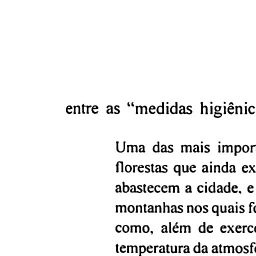 entre as “medidas higiênic
Uma das mais impor
florestas que ainda ex
abastecem a cidade, e
montanhas nos quais f
como, além de exerc
temperatura da atmosf